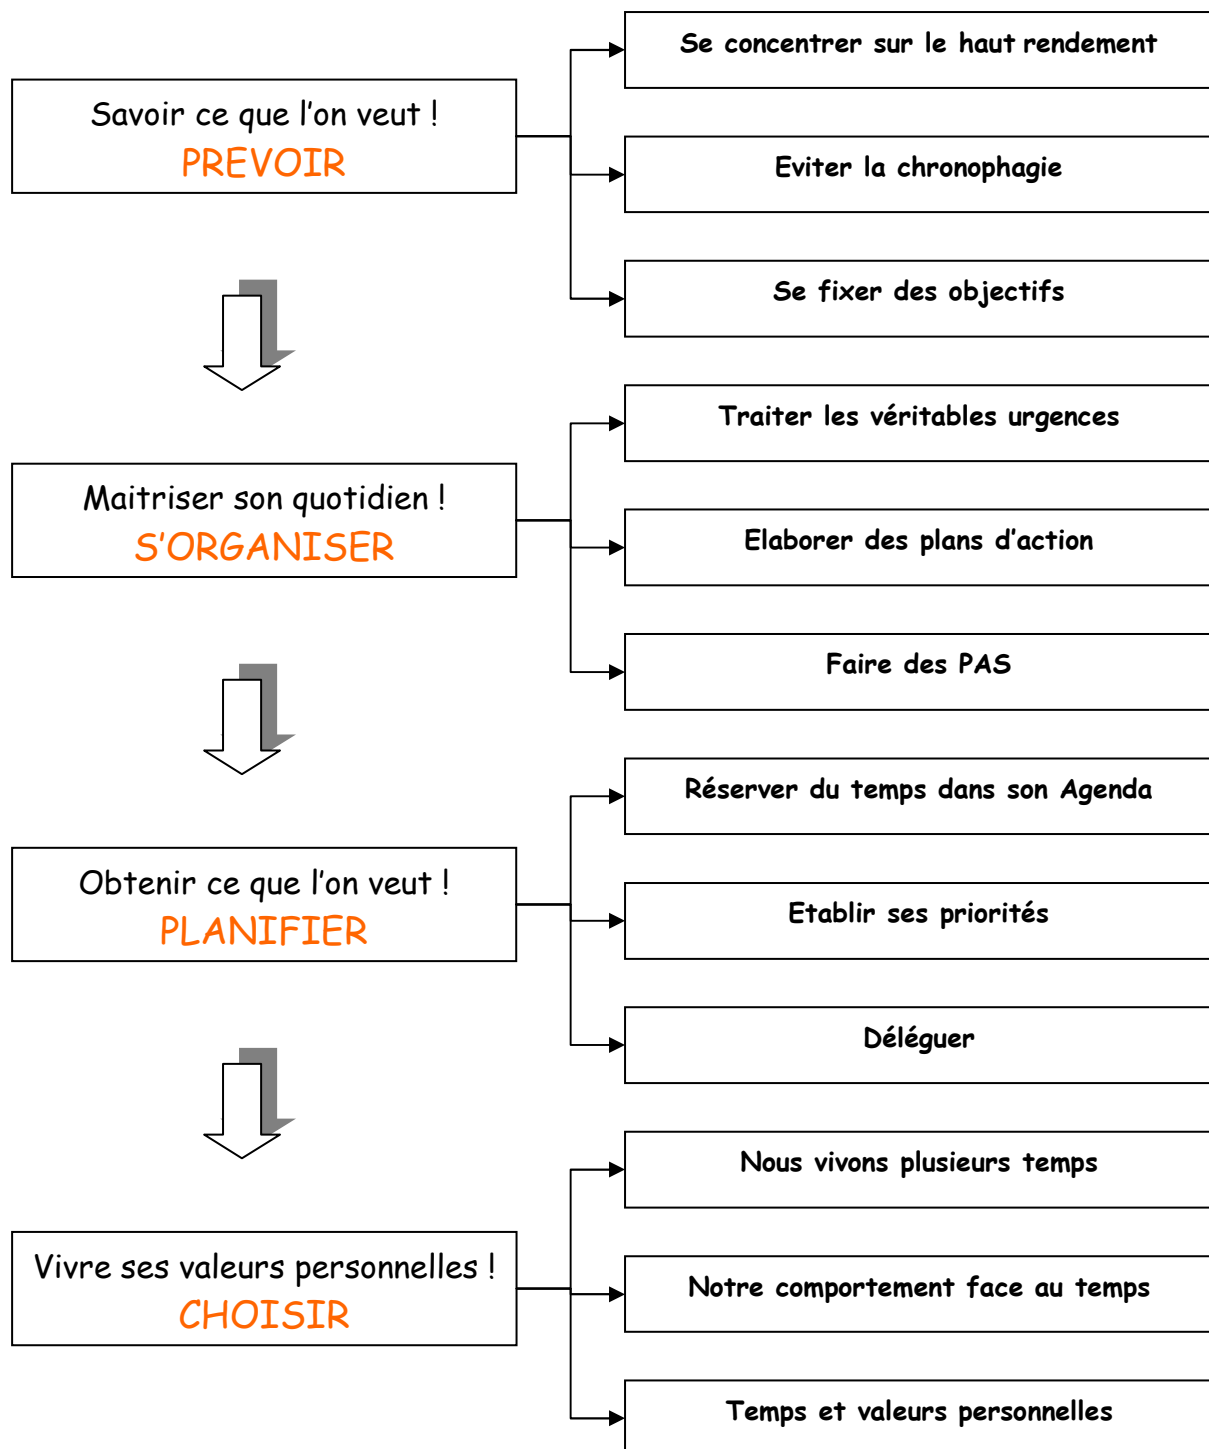 Savoir ce que l'on veut !
PREVOIR
Se concentrer sur le haut rendement
Eviter la chronophagie
Se fixer des objectifs
Maitriser son quotidien !
S'ORGANISER
Traiter les véritables urgences
Elaborer des plans d'action
Faire des PAS
Obtenir ce que l'on veut !
PLANIFIER
Réserver du temps dans son Agenda
Etablir ses priorités
Déléguer
Vivre ses valeurs personnelles !
CHOISIR
Nous vivons plusieurs temps
Notre comportement face au temps
Temps et valeurs personnelles